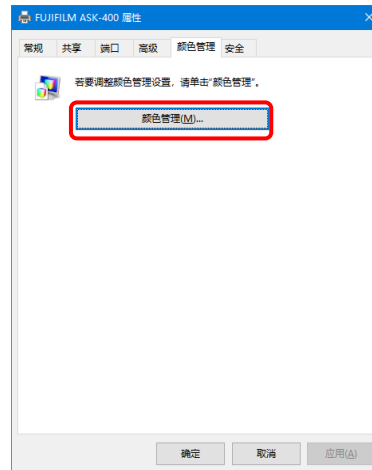 FUJIFILM ASK-400 属性
常规 共享 端口 高级 颜色管理 安全
若要调整颜色管理设置，请单击"颜色管理"。
颜色管理(M)...
确定 取消 应用(A)